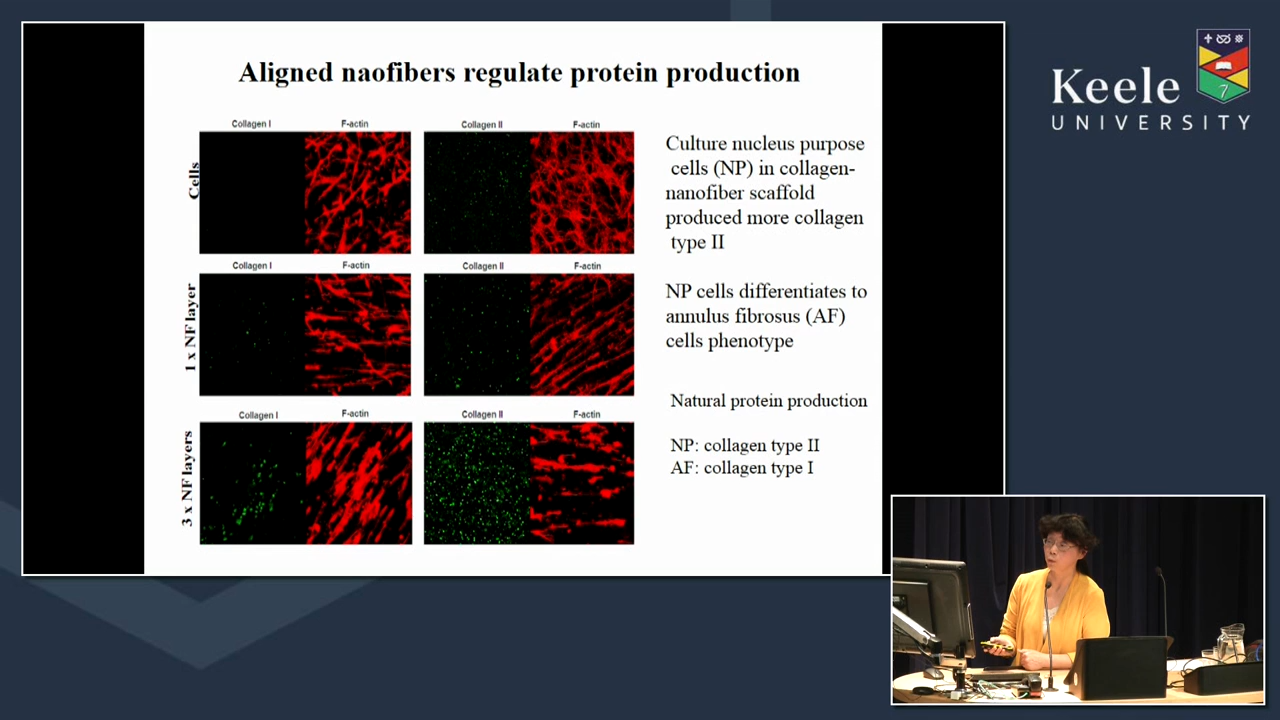 Aligned naofibers regulate protein production
Collagen I
F-actin
Collagen II
F-actin
Cells
Collagen I
F-actin
Collagen II
F-actin
1 x NF layer
Collagen I
F-actin
Collagen II
F-actin
3 x NF layers
Culture nucleus purpose
cells (NP) in collagen-
nanofiber scaffold
produced more collagen
type II
NP cells differentiates to
annulus fibrosus (AF)
cells phenotype
Natural protein production
NP: collagen type II
AF: collagen type I
Keele
UNIVERSITY